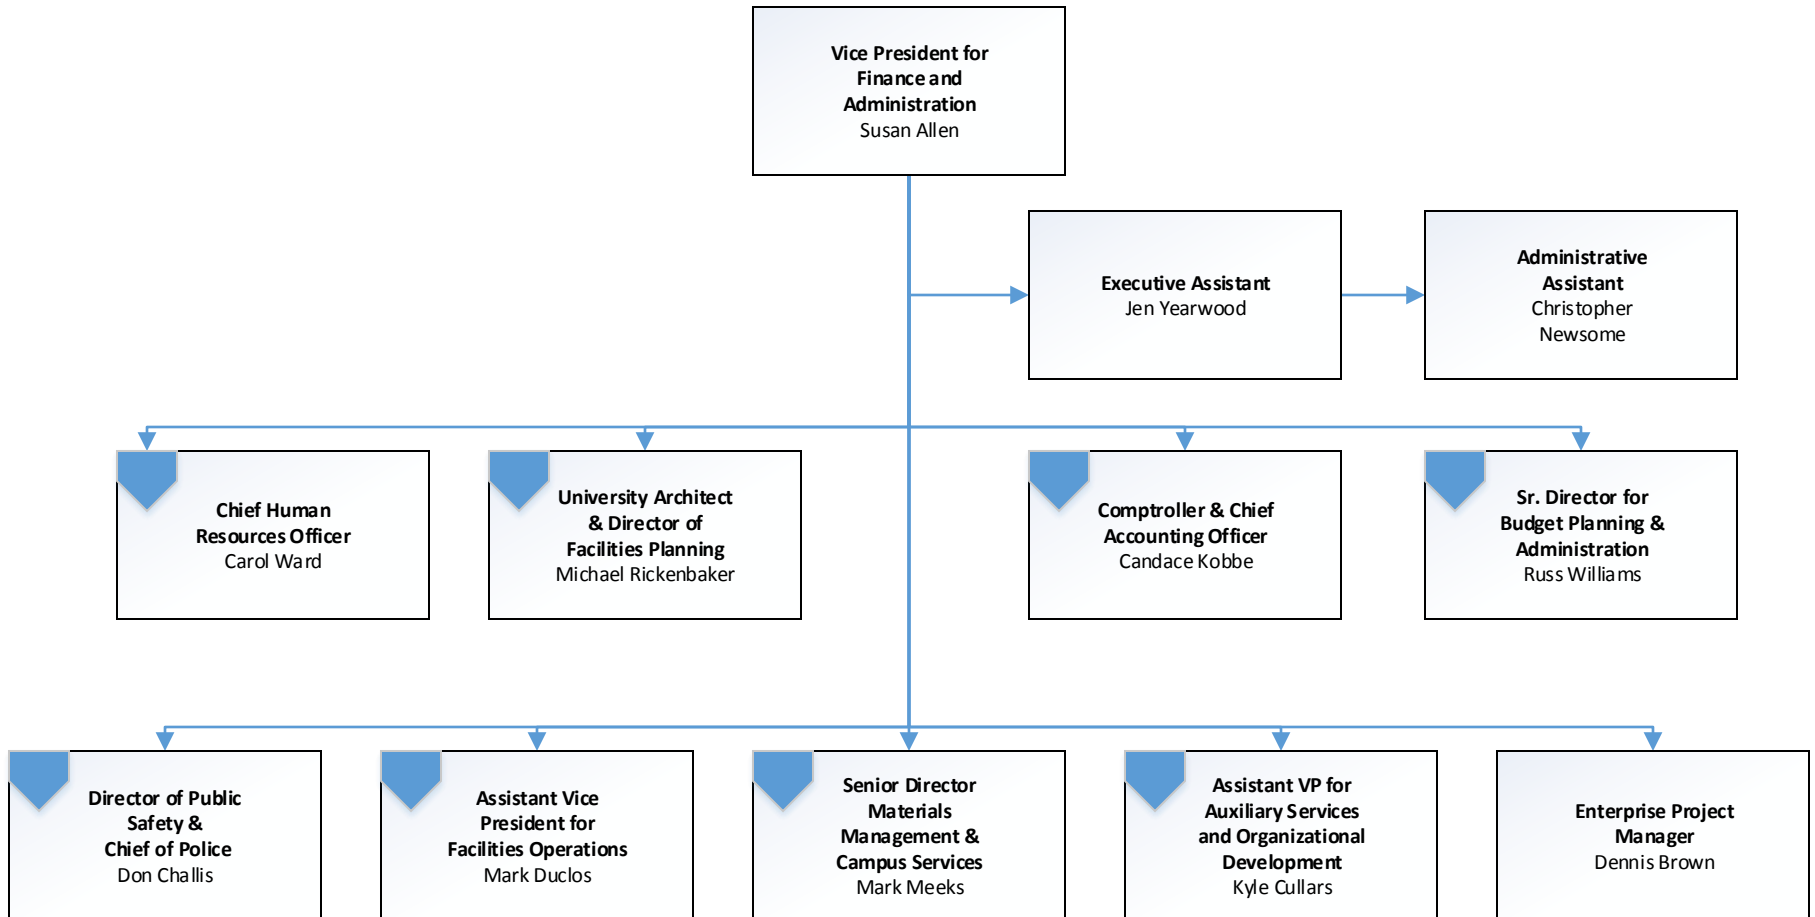 Vice President for
Finance and
Administration
Susan Allen
Executive Assistant
Jen Yearwood
Administrative
Assistant
Christopher
Newsome
Chief Human
Resources Officer
Carol Ward
University Architect
& Director of
Facilities Planning
Michael Rickenbaker
Comptroller & Chief
Accounting Officer
Candace Kobbe
Sr. Director for
Budget Planning &
Administration
Russ Williams
Director of Public
Safety &
Chief of Police
Don Challis
Assistant Vice
President for
Facilities Operations
Mark Duclos
Senior Director
Materials
Management &
Campus Services
Mark Meeks
Assistant VP for
Auxiliary Services
and Organizational
Development
Kyle Cullars
Enterprise Project
Manager
Dennis Brown